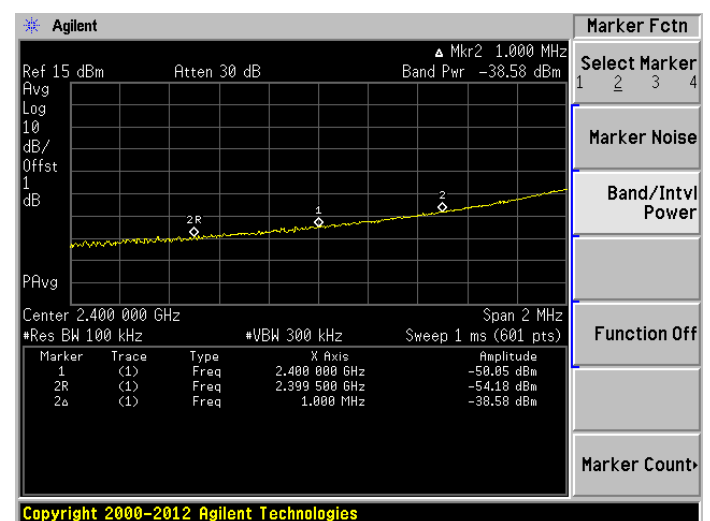 Agilent
Marker Fctn
Δ Mkr2 1.000 MHz
Ref 15 dBm Atten 30 dB Band Pwr -38.58 dBm
Avg
Log
10
dB/
Offst
1
dB
PAvg
2R
1
2
Center 2.400 000 GHz Span 2 MHz
#Res BW 100 kHz #VBW 300 kHz Sweep 1 ms (601 pts)
Marker Trace Type X Axis Amplitude
1 (1) Freq 2.400 000 GHz -50.05 dBm
2R (1) Freq 2.399 500 GHz -54.18 dBm
2Δ (1) Freq 1.000 MHz -38.58 dBm
Select Marker
1 2 3 4
Marker Noise
Band/Intvl
Power
Function Off
Marker Count▸
Copyright 2000-2012 Agilent Technologies